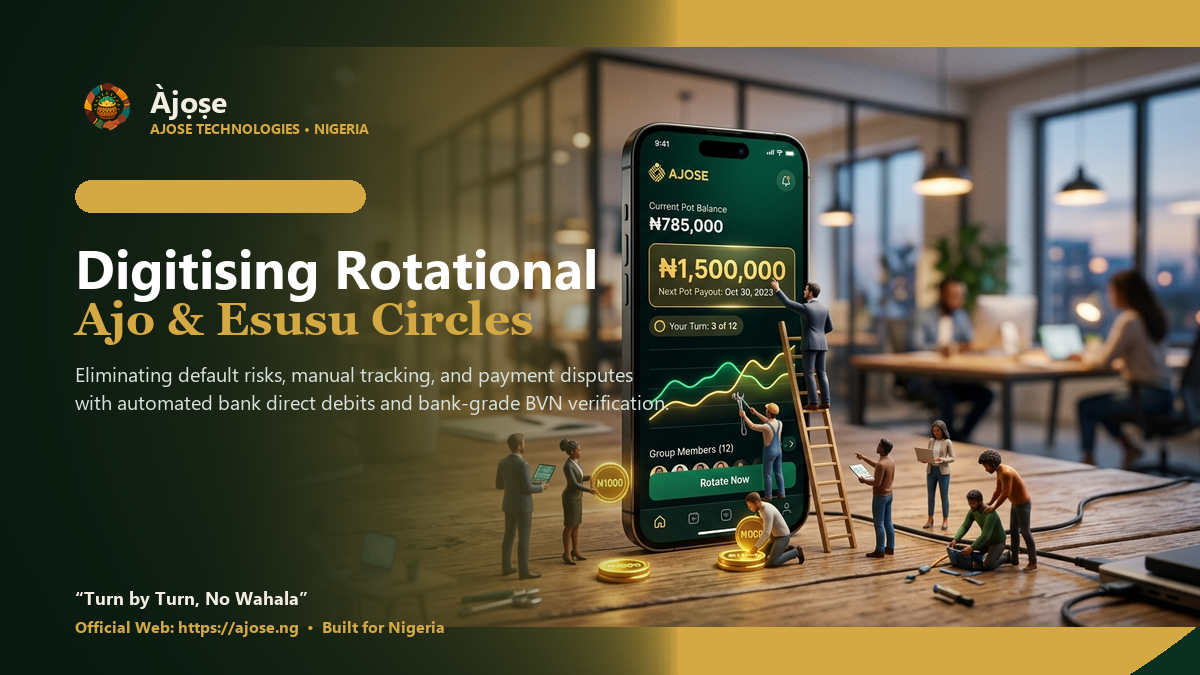 Àjọṣe
AJOSE TECHNOLOGIES • NIGERIA
Digitising Rotational
Ajo & Esusu Circles
Eliminating default risks, manual tracking, and payment disputes
with automated bank direct debits and bank-grade BVN verification.
9:41
AJOSE
Current Pot Balance
₦785,000
₦1,500,000
Next Pot Payout: Oct 30, 2023
Your Turn: 3 of 12
Group Members (12)
Rotate Now
₦1000
“Turn by Turn, No Wahala”
Official Web: https://ajose.ng • Built for Nigeria